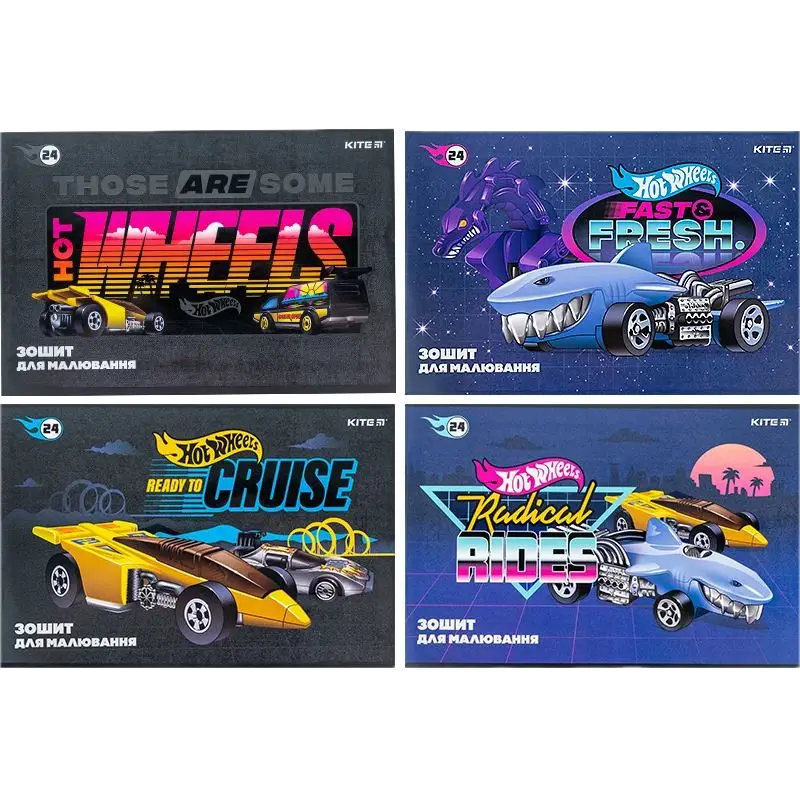 24
KITE
THOSE ARE SOME
HOT WHEELS
Hot Wheels
ЗОШИТ
ДЛЯ МАЛЮВАННЯ
24
KITE
Hot Wheels
FAST &
FRESH.
ЗОШИТ
ДЛЯ МАЛЮВАННЯ
24
KITE
Hot Wheels
READY TO CRUISE
ЗОШИТ
ДЛЯ МАЛЮВАННЯ
24
KITE
Hot Wheels
Radical
RIDES
ЗОШИТ
ДЛЯ МАЛЮВАННЯ